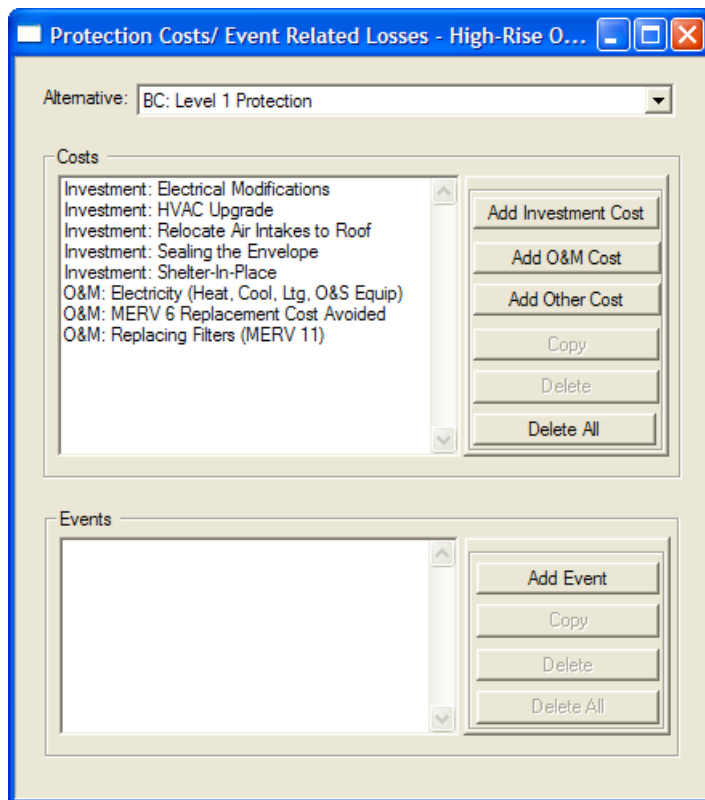 Protection Costs/ Event Related Losses - High-Rise O...
Alternative: BC: Level 1 Protection
Costs
Investment: Electrical Modifications
Investment: HVAC Upgrade
Investment: Relocate Air Intakes to Roof
Investment: Sealing the Envelope
Investment: Shelter-In-Place
O&M: Electricity (Heat, Cool, Ltg, O&S Equip)
O&M: MERV 6 Replacement Cost Avoided
O&M: Replacing Filters (MERV 11)
Add Investment Cost
Add O&M Cost
Add Other Cost
Copy
Delete
Delete All
Events
Add Event
Copy
Delete
Delete All